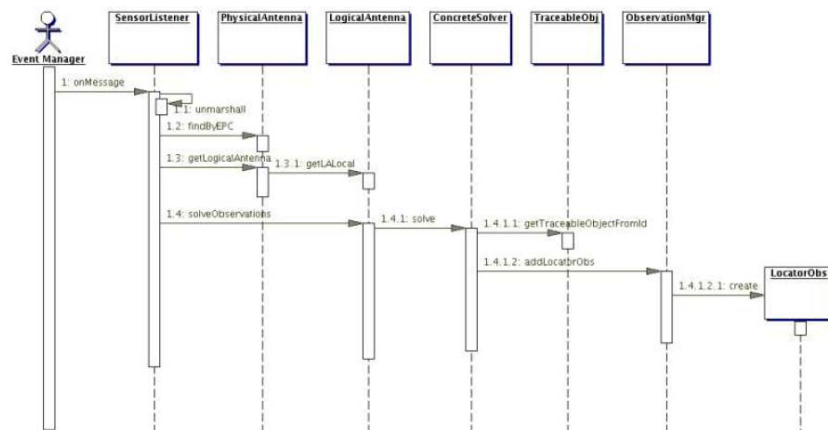 SensorListener PhysicalAntenna LogicalAntenna ConcreteSolver TraceableObj ObservationMgr
Event Manager
1: onMessage
1.1: unmarshall
1.2: findByEPC
1.3: getLogicalAntenna
1.3.1: getLALocal
1.4: solveObservations
1.4.1: solve
1.4.1.1: getTraceableObjectFromId
1.4.1.2: addLocatorObs
LocatorObs
1.4.1.2.1: create